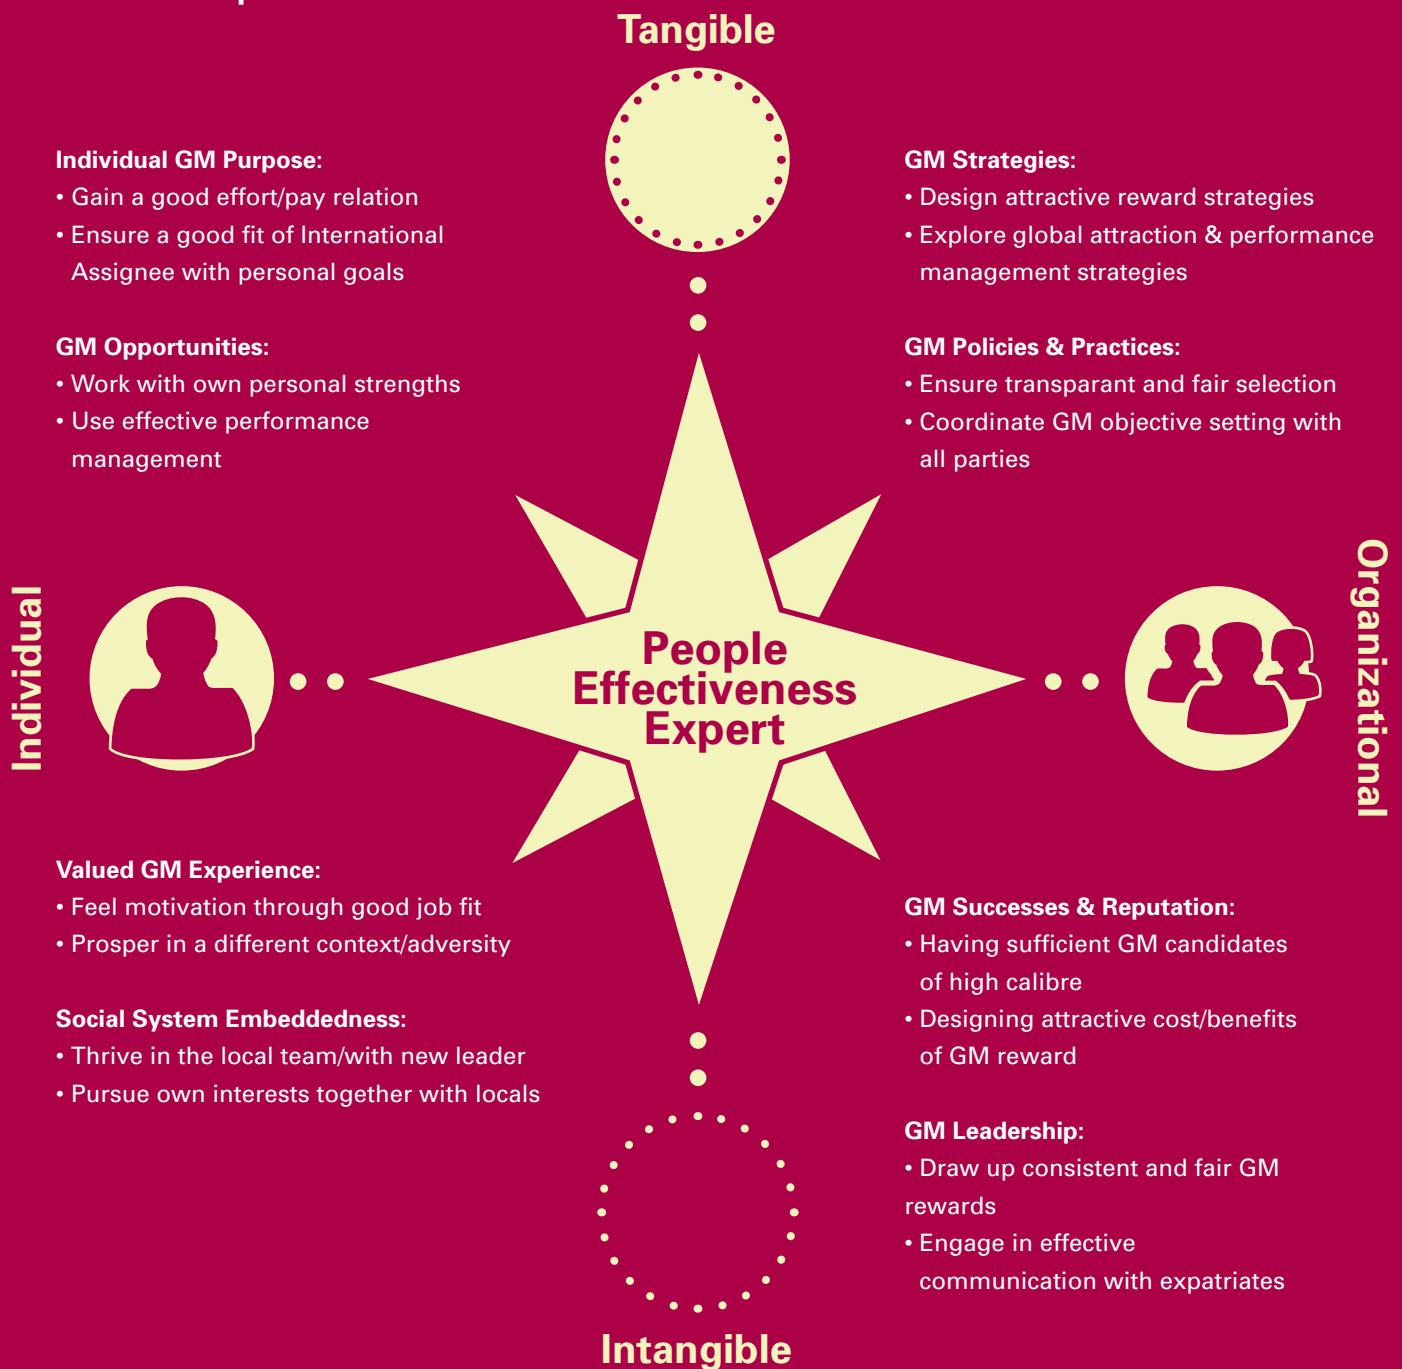 Tangible
Individual GM Purpose:
• Gain a good effort/pay relation
• Ensure a good fit of International
Assignee with personal goals
GM Opportunities:
• Work with own personal strengths
• Use effective performance
management
GM Strategies:
• Design attractive reward strategies
• Explore global attraction & performance
management strategies
GM Policies & Practices:
• Ensure transparant and fair selection
• Coordinate GM objective setting with
all parties
Individual
People
Effectiveness
Expert
Organizational
Valued GM Experience:
• Feel motivation through good job fit
• Prosper in a different context/adversity
Social System Embeddedness:
• Thrive in the local team/with new leader
• Pursue own interests together with locals
GM Successes & Reputation:
• Having sufficient GM candidates
of high calibre
• Designing attractive cost/benefits
of GM reward
GM Leadership:
• Draw up consistent and fair GM
rewards
• Engage in effective
communication with expatriates
Intangible